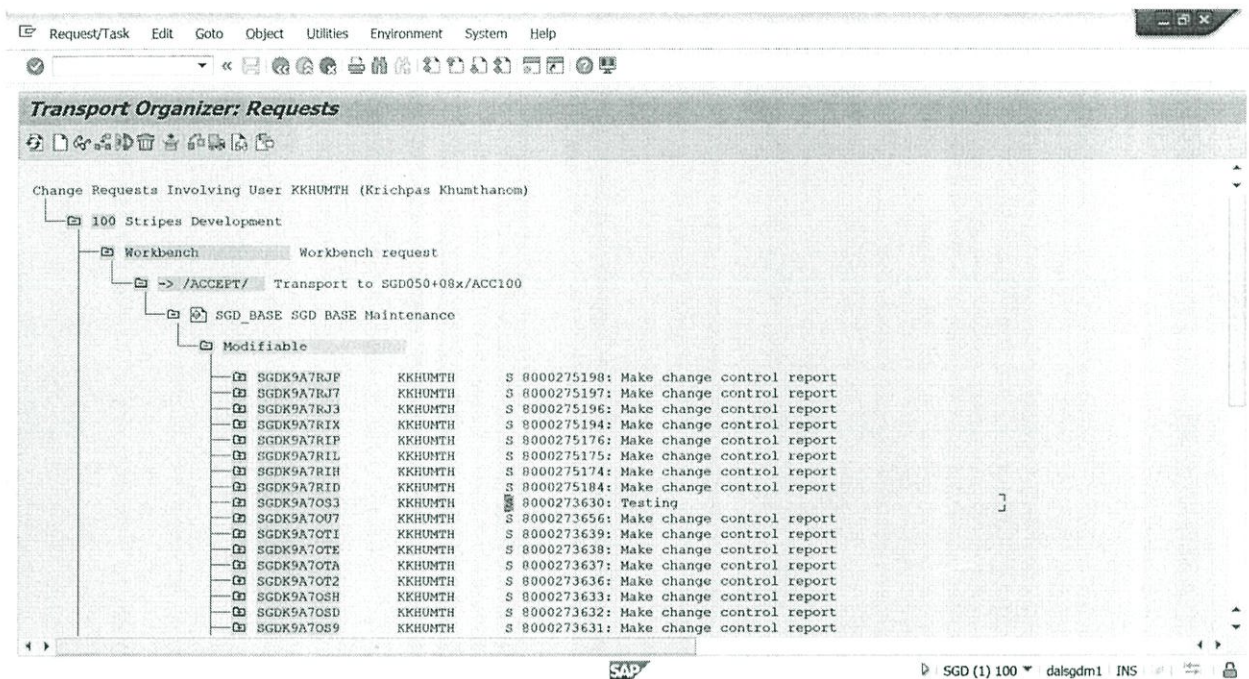 Request/Task Edit Goto Object Utilities Environment System Help
Transport Organizer: Requests
Change Requests Involving User KKHUMTH (Krichpas Khumthanom)
100 Stripes Development
Workbench Workbench request
-> /ACCEPT/ Transport to SGD050+08x/ACC100
SGD_BASE SGD BASE Maintenance
Modifiable
SGDK9A7RJF KKHUMTH S 8000275198: Make change control report
SGDK9A7RJ7 KKHUMTH S 8000275197: Make change control report
SGDK9A7RJ3 KKHUMTH S 8000275196: Make change control report
SGDK9A7RIX KKHUMTH S 8000275194: Make change control report
SGDK9A7RIP KKHUMTH S 8000275176: Make change control report
SGDK9A7RIL KKHUMTH S 8000275175: Make change control report
SGDK9A7RIH KKHUMTH S 8000275174: Make change control report
SGDK9A7RID KKHUMTH S 8000275184: Make change control report
SGDK9A7OS3 KKHUMTH S 8000273630: Testing
SGDK9A7OU7 KKHUMTH S 8000273656: Make change control report
SGDK9A7OTI KKHUMTH S 8000273639: Make change control report
SGDK9A7OTE KKHUMTH S 8000273638: Make change control report
SGDK9A7OTA KKHUMTH S 8000273637: Make change control report
SGDK9A7OT2 KKHUMTH S 8000273636: Make change control report
SGDK9A7OSH KKHUMTH S 8000273633: Make change control report
SGDK9A7OSD KKHUMTH S 8000273632: Make change control report
SGDK9A7OS9 KKHUMTH S 8000273631: Make change control report
SAP
SGD (1) 100 dalsgdm1 INS